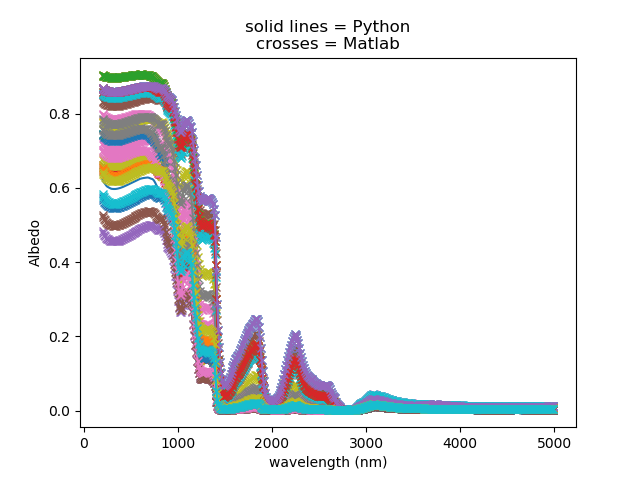 solid lines = Python
crosses = Matlab
Albedo
0.8
0.6
0.4
0.2
0.0
0
1000
2000
3000
4000
5000
wavelength (nm)